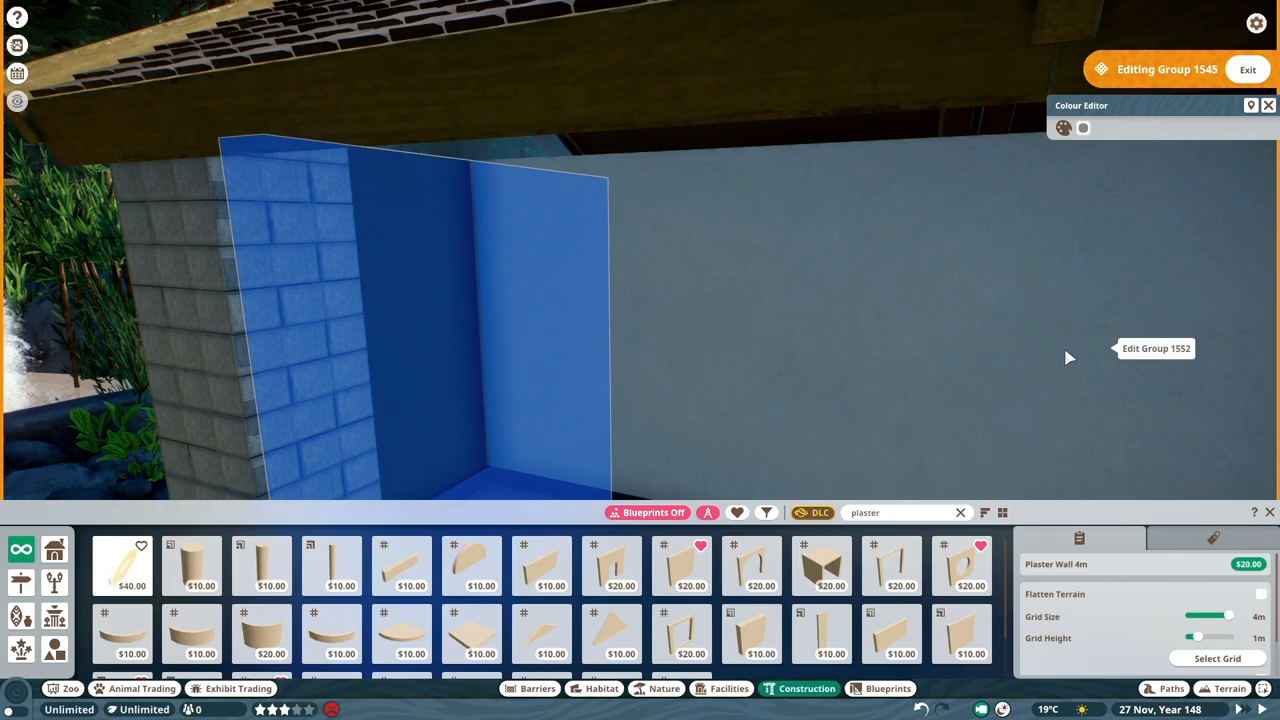 ?
Editing Group 1545
Exit
Colour Editor
Edit Group 1552
Blueprints Off
DLC
plaster
?
$40.00
$10.00
$10.00
$10.00
$10.00
$10.00
$10.00
$20.00
$20.00
$20.00
$20.00
$20.00
$20.00
$10.00
$10.00
$20.00
$10.00
$10.00
$10.00
$10.00
$10.00
$20.00
$10.00
$10.00
$10.00
$10.00
Plaster Wall 4m
$20.00
Flatten Terrain
Grid Size
4m
Grid Height
1m
Select Grid
Zoo
Animal Trading
Exhibit Trading
Barriers
Habitat
Nature
Facilities
Construction
Blueprints
Paths
Terrain
Unlimited
Unlimited
0
19°C
27 Nov, Year 148